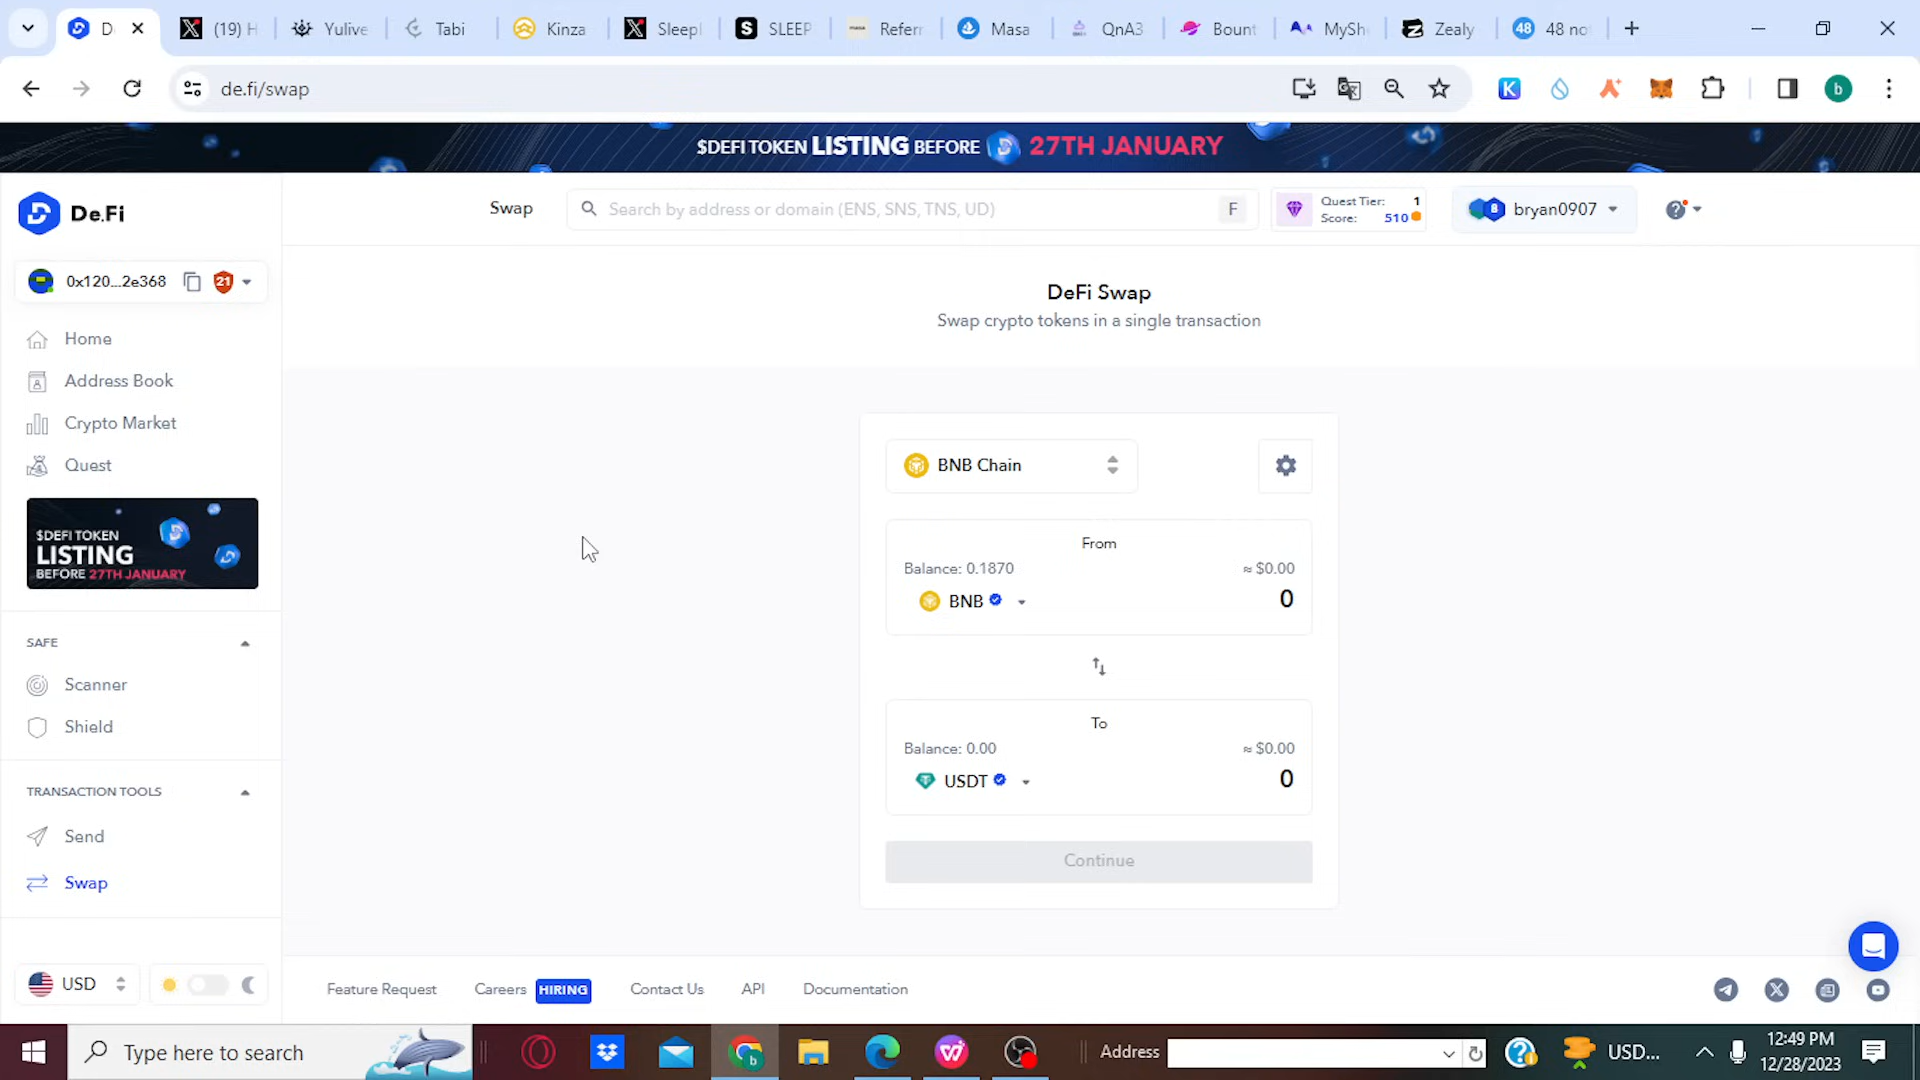 D
(19) H
Yulive
Tabi
Kinza
Sleepl
SLEEP
Referr
Masa
QnA3
Bount
MySh
Zealy
48 no
de.fi/swap
K
b
$DEFI TOKEN LISTING BEFORE 27TH JANUARY
De.Fi
Swap
Search by address or domain (ENS, SNS, TNS, UD)
F
Quest Tier: 1
Score: 510
B
bryan0907
0x120...2e368
21
Home
Address Book
Crypto Market
Quest
$DEFI TOKEN
LISTING
BEFORE 27TH JANUARY
SAFE
Scanner
Shield
TRANSACTION TOOLS
Send
Swap
USD
DeFi Swap
Swap crypto tokens in a single transaction
BNB Chain
From
Balance: 0.1870
≈ $0.00
BNB
0
To
Balance: 0.00
≈ $0.00
USDT
0
Continue
Feature Request
Careers HIRING
Contact Us
API
Documentation
Type here to search
Address
USD...
12:49 PM
12/28/2023